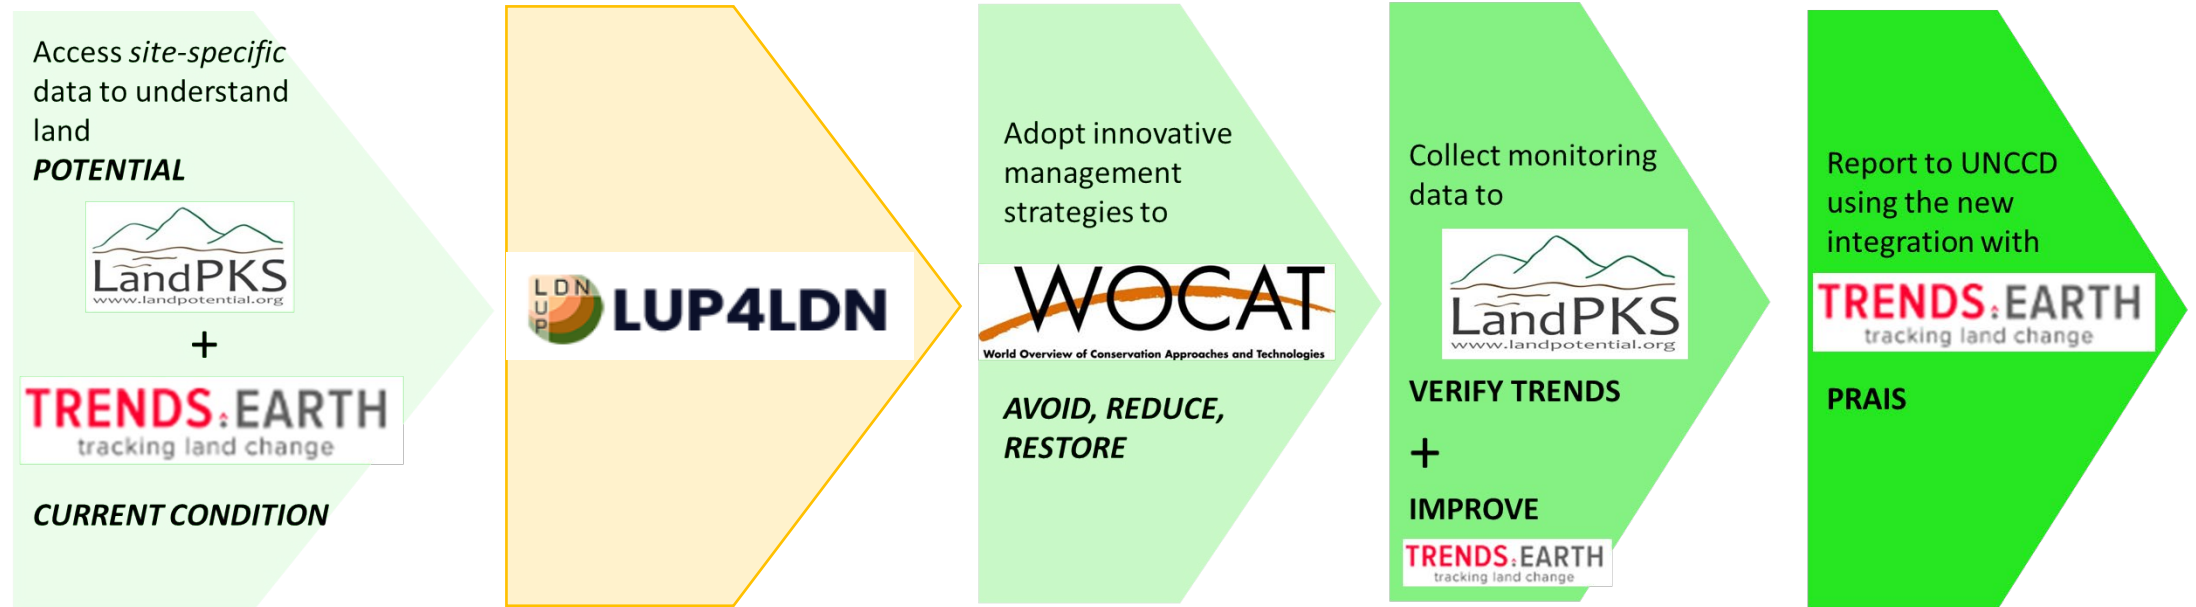 Access site-specific
data to understand
land
POTENTIAL
LandPKS
www.landpotential.org
+
TRENDS.EARTH
tracking land change
CURRENT CONDITION
LDN
U
P
LUP4LDN
Adopt innovative
management
strategies to
WOCAT
World Overview of Conservation Approaches and Technologies
AVOID, REDUCE,
RESTORE
Collect monitoring
data to
LandPKS
www.landpotential.org
VERIFY TRENDS
+
IMPROVE
TRENDS.EARTH
tracking land change
Report to UNCCD
using the new
integration with
TRENDS.EARTH
tracking land change
PRAIS